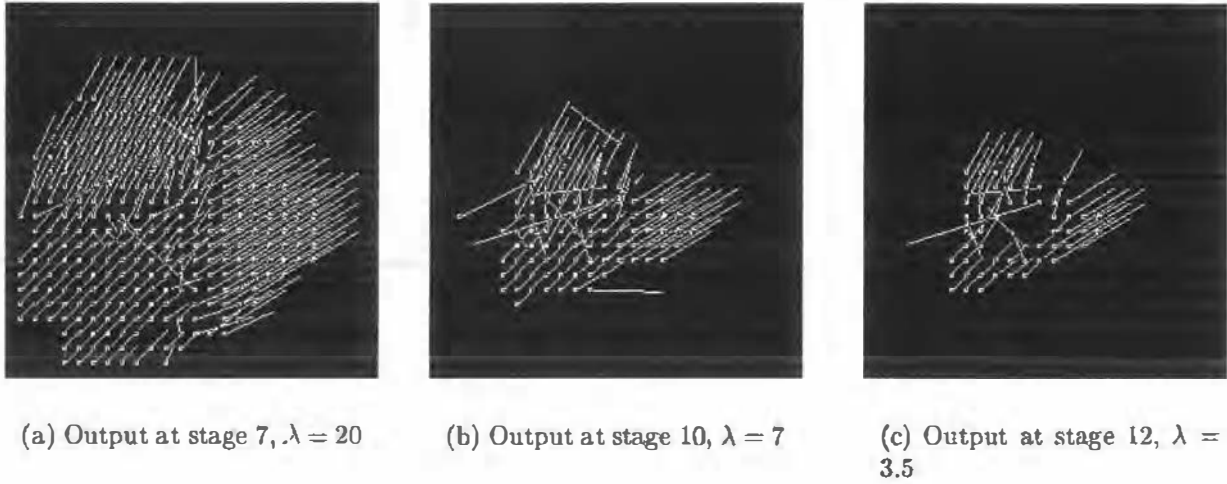 (a) Output at stage 7, .λ = 20
(b) Output at stage 10, λ = 7
(c) Output at stage 12, λ =
3.5